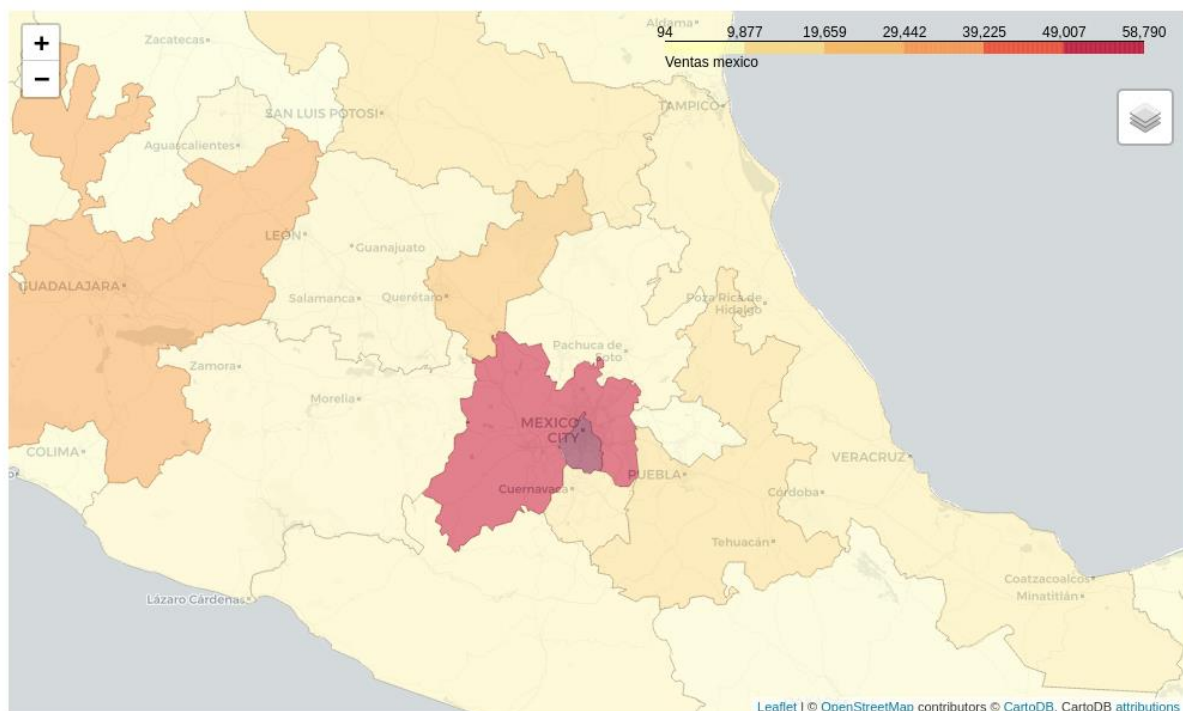 +
−
94 9,877 19,659 29,442 39,225 49,007 58,790
Ventas mexico
Aldama
Zacatecas
TAMPICO
SAN LUIS POTOSI
Aguascalientes
LEÓN
Guanajuato
GUADALAJARA
Salamanca
Querétaro
Poza Rica de
Hidalgo
Pachuca de
Soto
Zamora
Morelia
MEXICO
CITY
COLIMA
VERACRUZ
PUEBLA
Cuernavaca
Córdoba
Tehuacán
Coatzacoalcos
Minatitlán
Lázaro Cárdenas
Leaflet | © OpenStreetMap contributors © CartoDB, CartoDB attributions